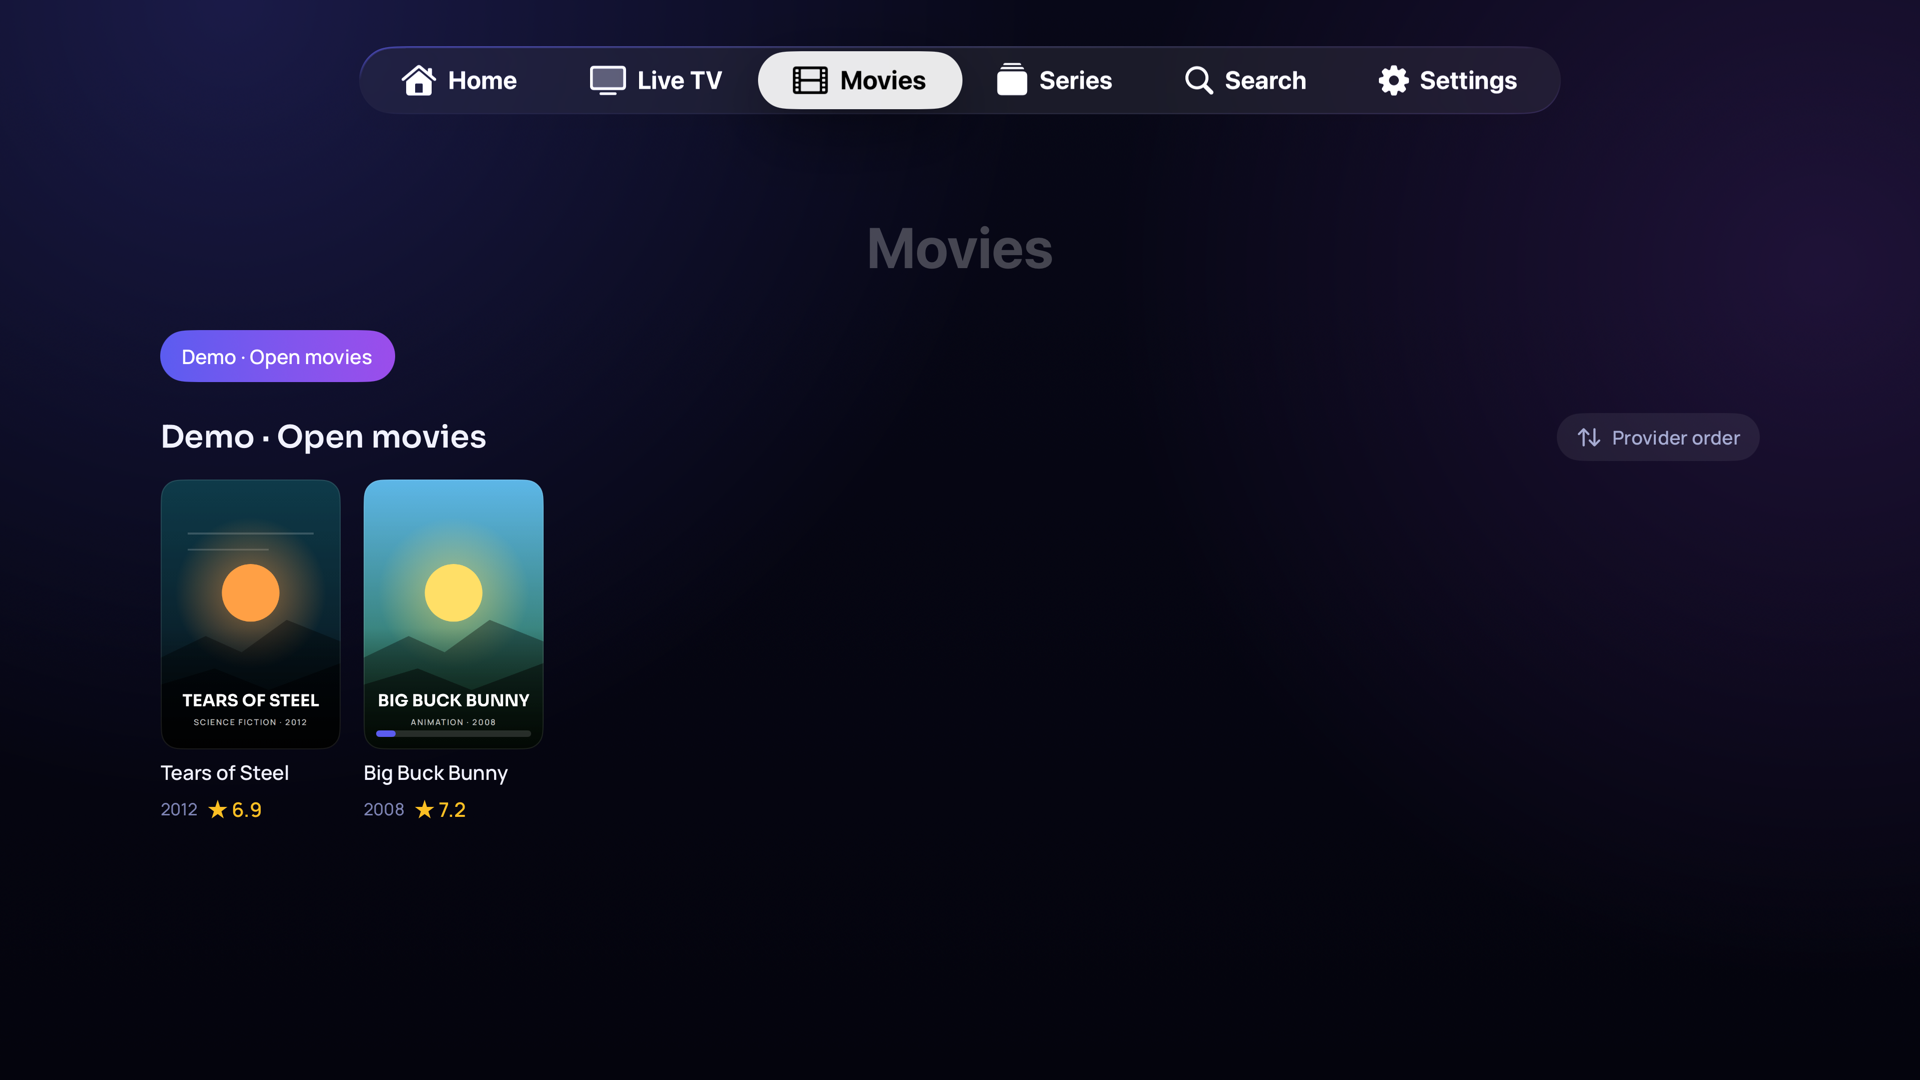 Home
Live TV
Movies
Series
Search
Settings
Movies
Demo · Open movies
Demo · Open movies
Provider order
TEARS OF STEEL
SCIENCE FICTION · 2012
BIG BUCK BUNNY
ANIMATION · 2008
Tears of Steel
2012 ★ 6.9
Big Buck Bunny
2008 ★ 7.2